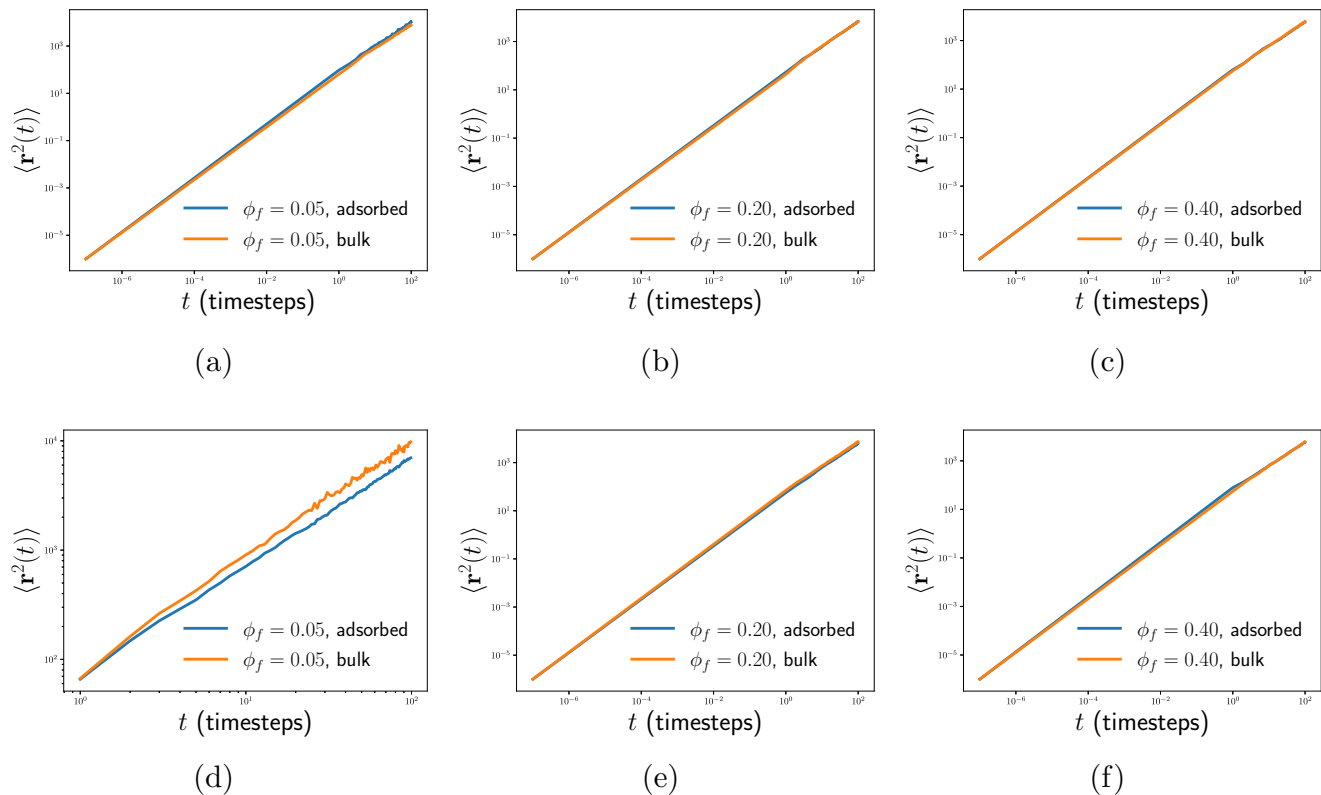 10^3
10^1
10^{-1}
10^{-3}
10^{-5}
⟨r²(t)⟩
ϕ_f = 0.05, adsorbed
ϕ_f = 0.05, bulk
10^{-6} 10^{-4} 10^{-2} 10^0 10^2
t (timesteps)
(a)
10^3
10^1
10^{-1}
10^{-3}
10^{-5}
⟨r²(t)⟩
ϕ_f = 0.20, adsorbed
ϕ_f = 0.20, bulk
10^{-6} 10^{-4} 10^{-2} 10^0 10^2
t (timesteps)
(b)
10^3
10^1
10^{-1}
10^{-3}
10^{-5}
⟨r²(t)⟩
ϕ_f = 0.40, adsorbed
ϕ_f = 0.40, bulk
10^{-6} 10^{-4} 10^{-2} 10^0 10^2
t (timesteps)
(c)
10^4
10^3
10^2
⟨r²(t)⟩
ϕ_f = 0.05, adsorbed
ϕ_f = 0.05, bulk
10^0 10^1 10^2
t (timesteps)
(d)
10^3
10^1
10^{-1}
10^{-3}
10^{-5}
⟨r²(t)⟩
ϕ_f = 0.20, adsorbed
ϕ_f = 0.20, bulk
10^{-6} 10^{-4} 10^{-2} 10^0 10^2
t (timesteps)
(e)
10^3
10^1
10^{-1}
10^{-3}
10^{-5}
⟨r²(t)⟩
ϕ_f = 0.40, adsorbed
ϕ_f = 0.40, bulk
10^{-6} 10^{-4} 10^{-2} 10^0 10^2
t (timesteps)
(f)